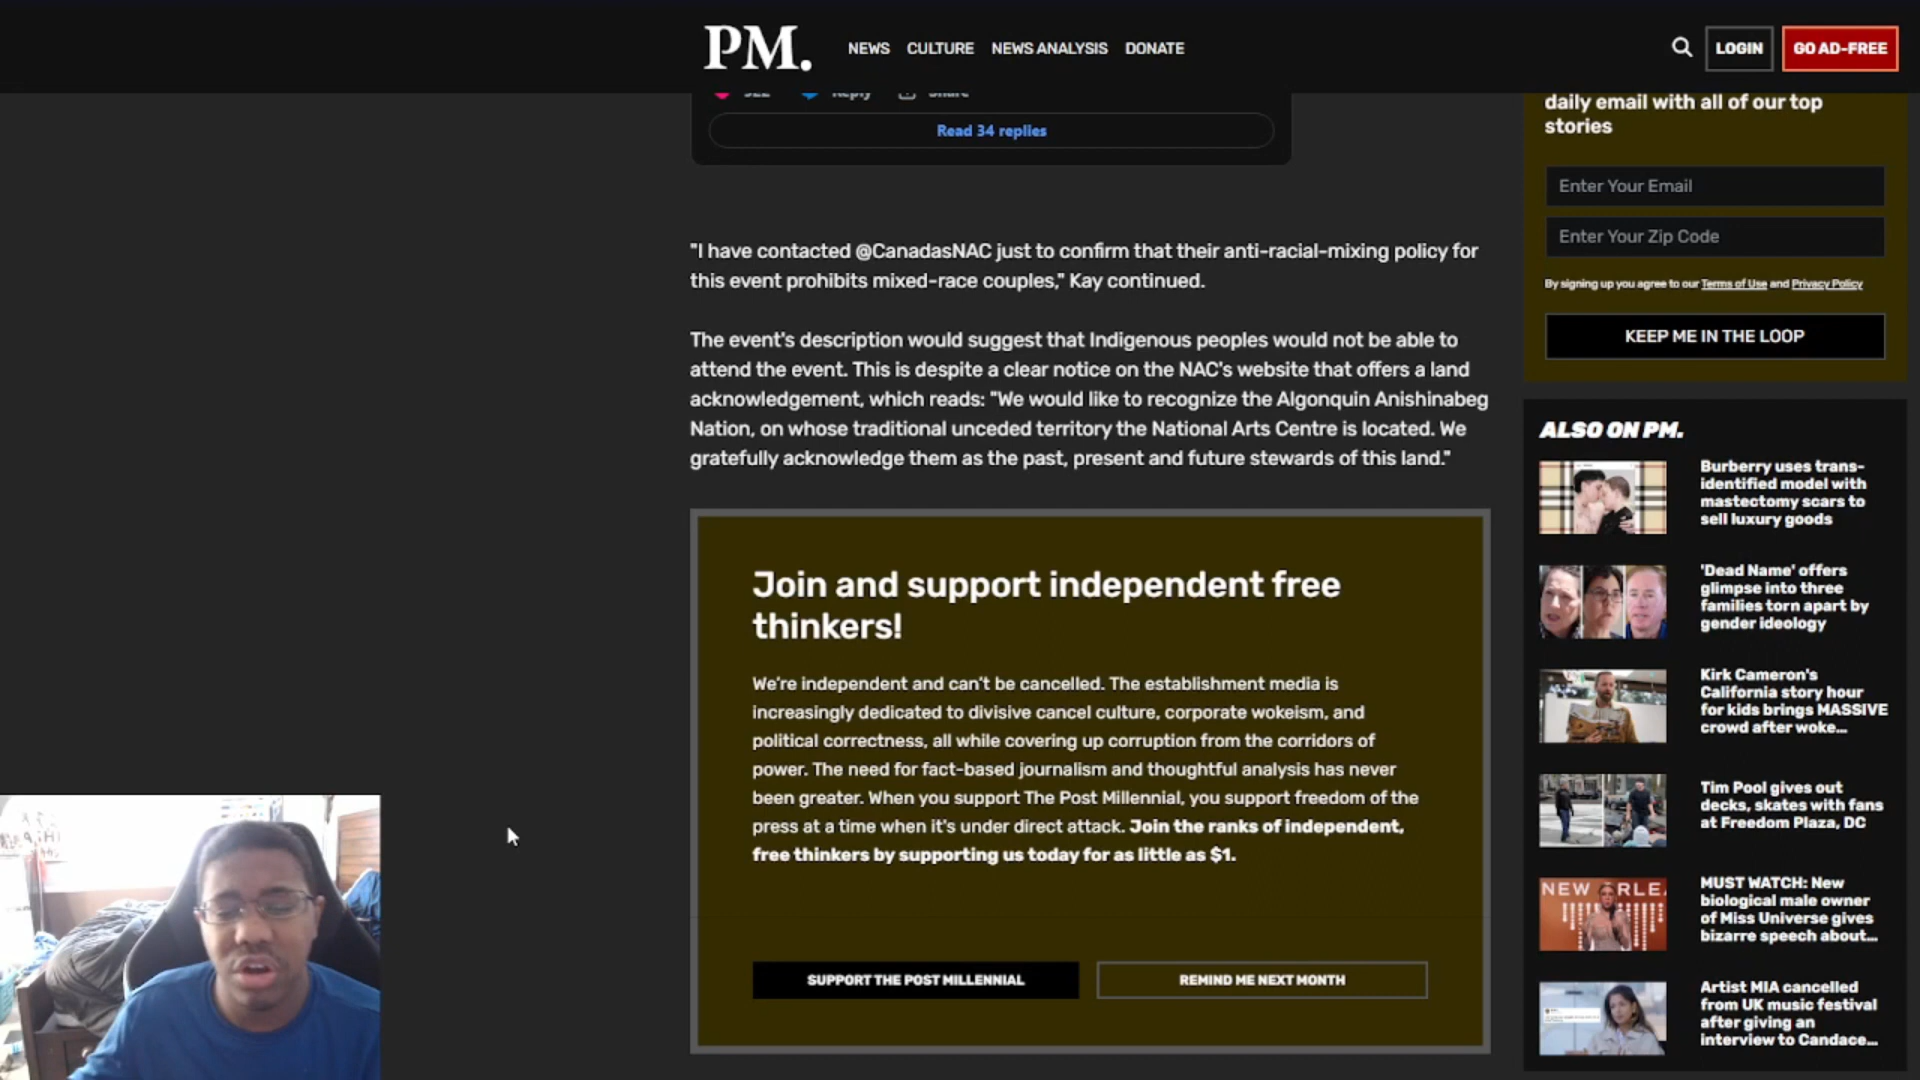 PM.
NEWS CULTURE NEWS ANALYSIS DONATE
LOGIN
GO AD-FREE
922 Reply Share
Read 34 replies
"I have contacted @CanadasNAC just to confirm that their anti-racial-mixing policy for
this event prohibits mixed-race couples," Kay continued.
The event's description would suggest that Indigenous peoples would not be able to
attend the event. This is despite a clear notice on the NAC's website that offers a land
acknowledgement, which reads: "We would like to recognize the Algonquin Anishinabeg
Nation, on whose traditional unceded territory the National Arts Centre is located. We
gratefully acknowledge them as the past, present and future stewards of this land."
Join and support independent free
thinkers!
We're independent and can't be cancelled. The establishment media is
increasingly dedicated to divisive cancel culture, corporate wokeism, and
political correctness, all while covering up corruption from the corridors of
power. The need for fact-based journalism and thoughtful analysis has never
been greater. When you support The Post Millennial, you support freedom of the
press at a time when it's under direct attack. Join the ranks of independent,
free thinkers by supporting us today for as little as $1.
SUPPORT THE POST MILLENNIAL
REMIND ME NEXT MONTH
daily email with all of our top
stories
Enter Your Email
Enter Your Zip Code
By signing up you agree to our Terms of Use and Privacy Policy
KEEP ME IN THE LOOP
ALSO ON PM.
Burberry uses trans-
identified model with
mastectomy scars to
sell luxury goods
'Dead Name' offers
glimpse into three
families torn apart by
gender ideology
Kirk Cameron's
California story hour
for kids brings MASSIVE
crowd after woke...
Tim Pool gives out
decks, skates with fans
at Freedom Plaza, DC
NEW ORLEA
MUST WATCH: New
biological male owner
of Miss Universe gives
bizarre speech about...
Artist MIA cancelled
from UK music festival
after giving an
interview to Candace...